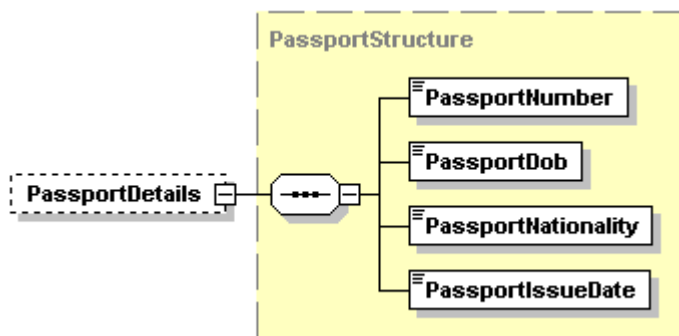 PassportStructure
PassportNumber
PassportDob
PassportDetails
PassportNationality
PassportIssueDate